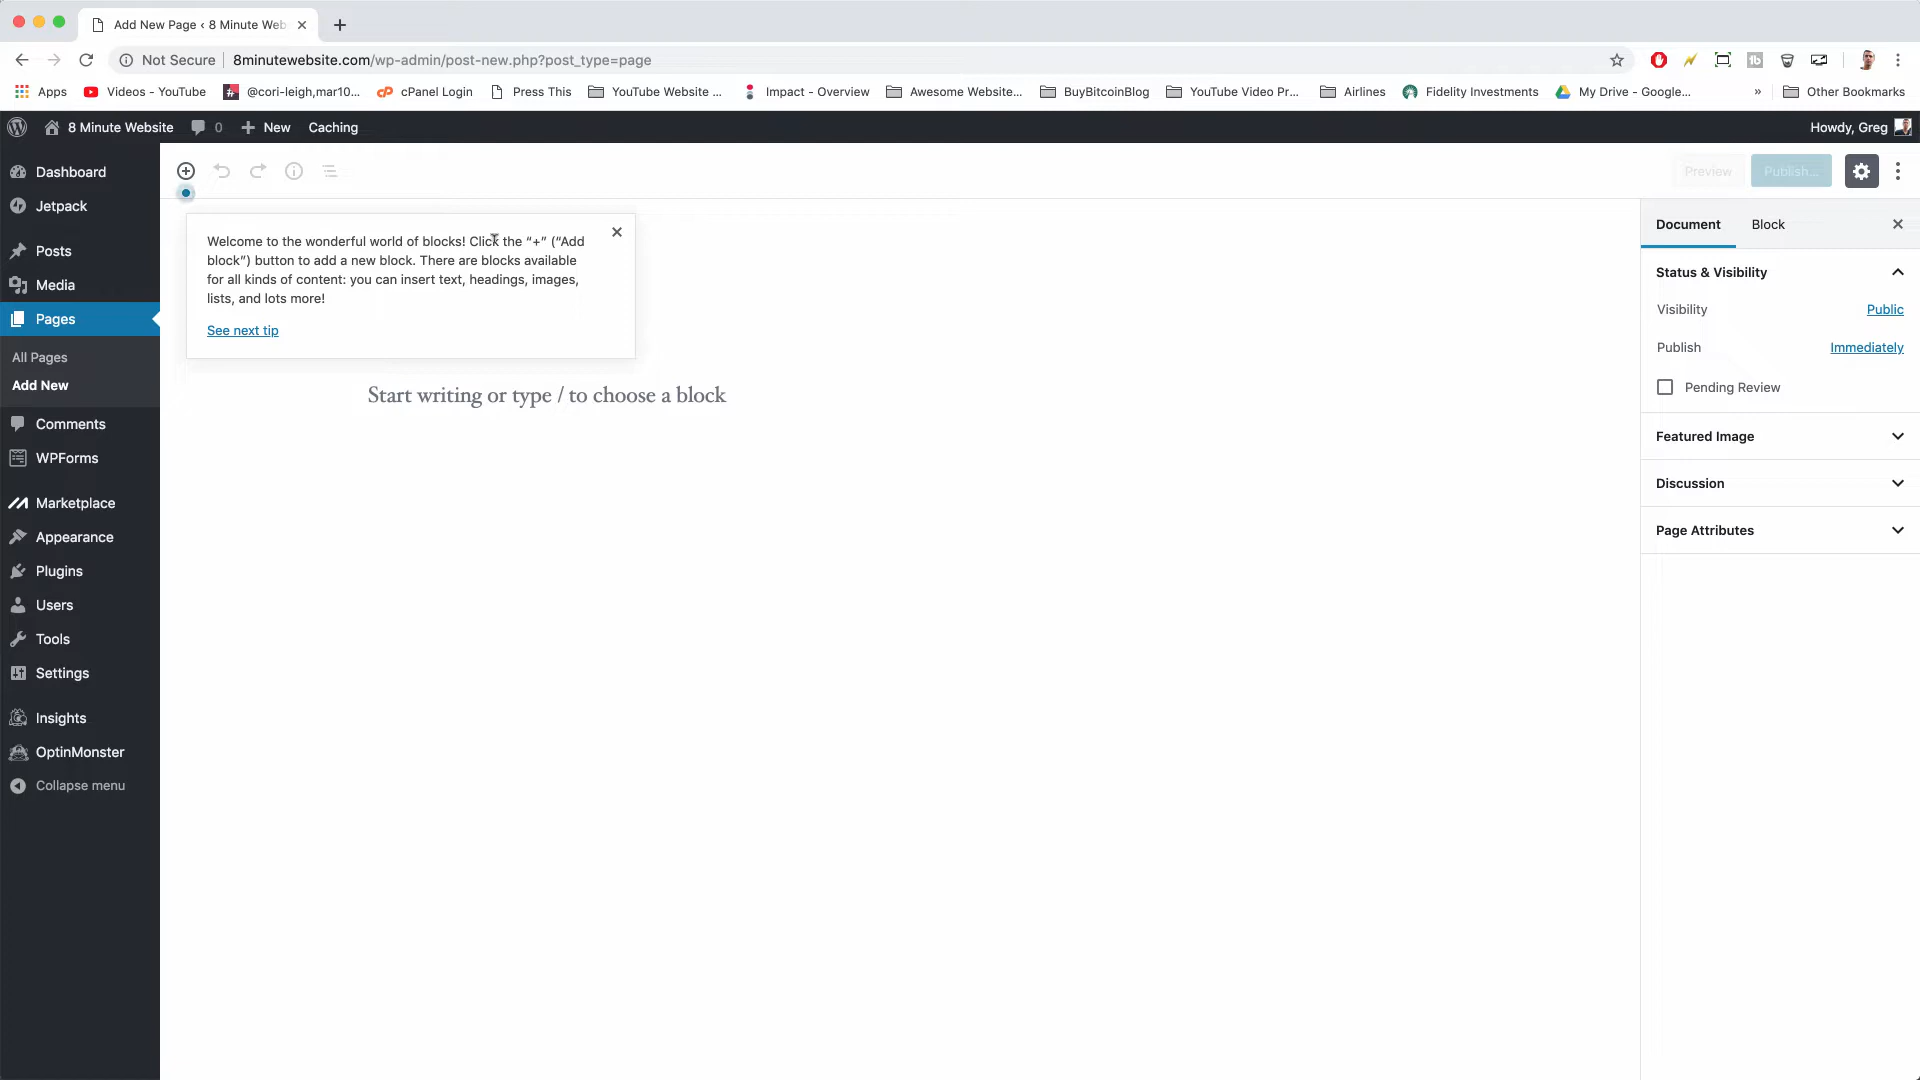 Add New Page ‹ 8 Minute Web
Not Secure
8minutewebsite.com/wp-admin/post-new.php?post_type=page
Apps
Videos - YouTube
@cori-leigh,mar10...
cPanel Login
Press This
YouTube Website ...
Impact - Overview
Awesome Website...
BuyBitcoinBlog
YouTube Video Pr...
Airlines
Fidelity Investments
My Drive - Google...
»
Other Bookmarks
8 Minute Website
0
New
Caching
Howdy, Greg
Dashboard
Jetpack
Posts
Media
Pages
All Pages
Add New
Comments
WPForms
Marketplace
Appearance
Plugins
Users
Tools
Settings
Insights
OptinMonster
Collapse menu
Preview
Publish...
Welcome to the wonderful world of blocks! Click the “+” (“Add
block”) button to add a new block. There are blocks available
for all kinds of content: you can insert text, headings, images,
lists, and lots more!
See next tip
Start writing or type / to choose a block
Document
Block
Status & Visibility
Visibility
Public
Publish
Immediately
Pending Review
Featured Image
Discussion
Page Attributes